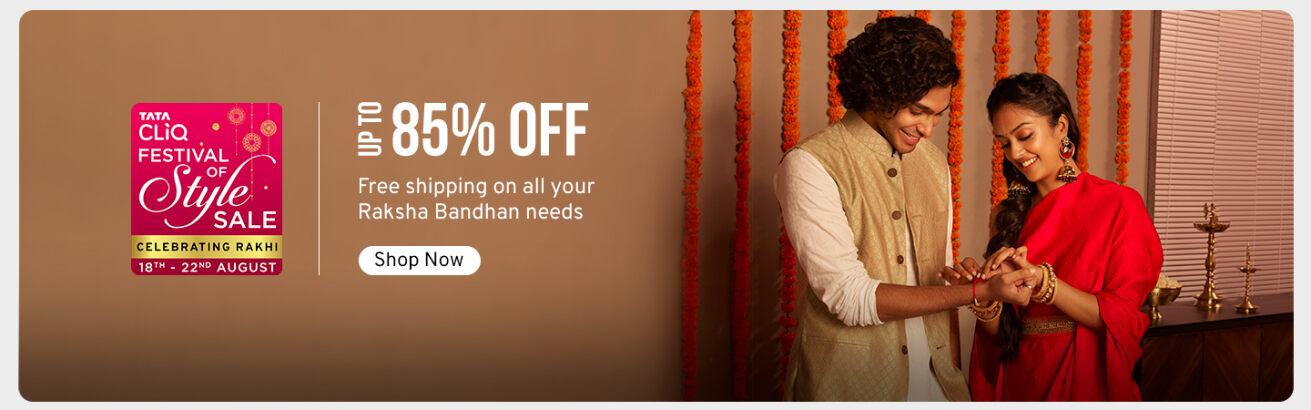 TATA
CLiQ
FESTIVAL
OF
Style
SALE
CELEBRATING RAKHI
18TH - 22ND AUGUST
UP TO 85% OFF
Free shipping on all your
Raksha Bandhan needs
Shop Now